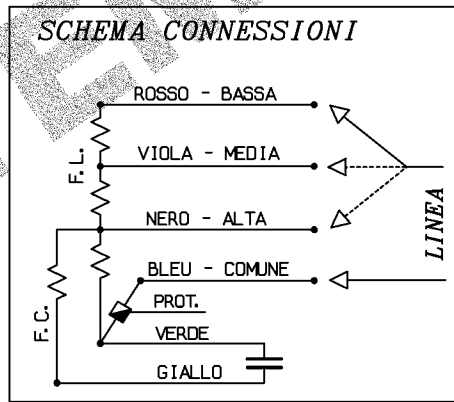 SCHEMA CONNESSIONI
ROSSO - BASSA
VIOLA - MEDIA
F.L.
NERO - ALTA
LINEA
BLEU - COMUNE
F.C.
PROT.
VERDE
GIALLO